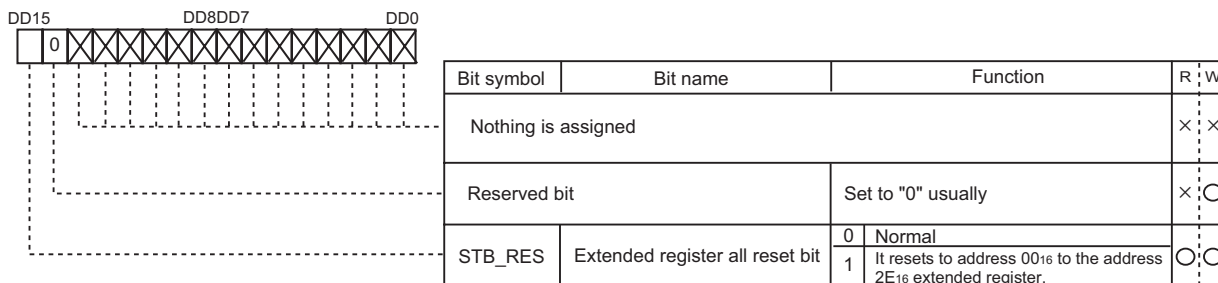 DD15 DD8DD7 DD0
0
Bit symbol Bit name Function R W
Nothing is assigned × ×
Reserved bit Set to "0" usually × ○
STB_RES Extended register all reset bit 0 Normal ○ ○
1 It resets to address 0016 to the address
2E16 extended register.